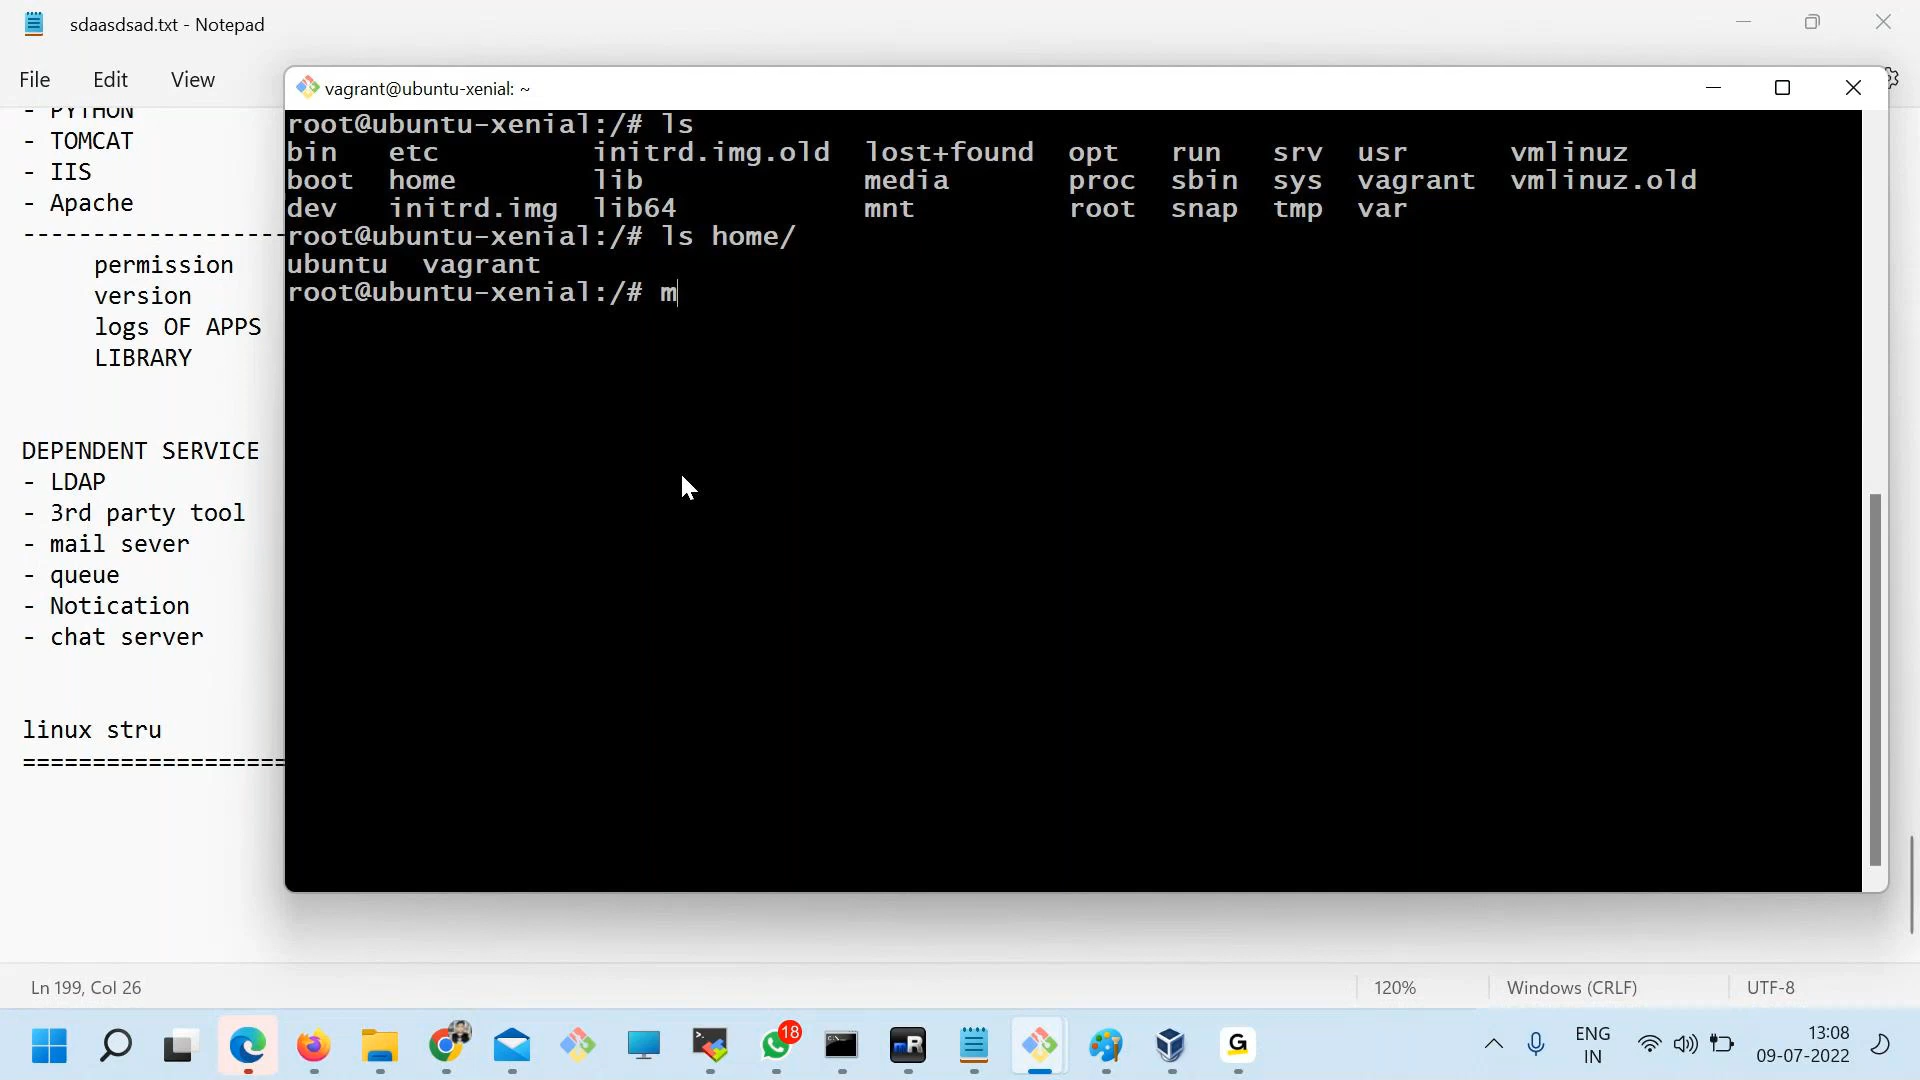 sdaasdsad.txt - Notepad
File Edit View
- PYTHON
- TOMCAT
- IIS
- Apache
-------------------
permission
version
logs OF APPS
LIBRARY
DEPENDENT SERVICE
- LDAP
- 3rd party tool
- mail sever
- queue
- Notication
- chat server
linux stru
===================
vagrant@ubuntu-xenial: ~
root@ubuntu-xenial:/# ls
bin etc initrd.img.old lost+found opt run srv usr vmlinuz
boot home lib media proc sbin sys vagrant vmlinuz.old
dev initrd.img lib64 mnt root snap tmp var
root@ubuntu-xenial:/# ls home/
ubuntu vagrant
root@ubuntu-xenial:/# m
Ln 199, Col 26 120% Windows (CRLF) UTF-8
18
mR
G
ENG
IN
13:08
09-07-2022